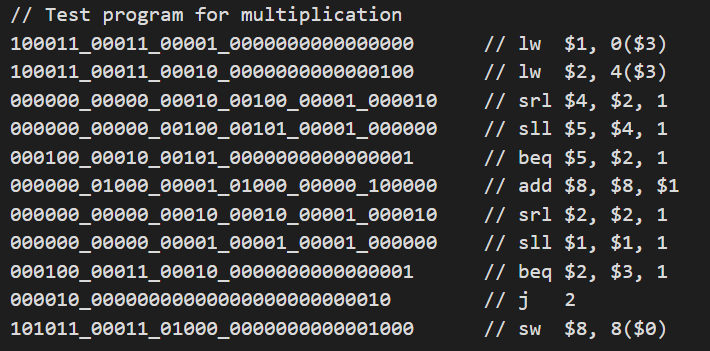 // Test program for multiplication
100011_00011_00001_0000000000000000 // lw $1, 0($3)
100011_00011_00010_0000000000000100 // lw $2, 4($3)
000000_00000_00010_00100_00001_000010 // srl $4, $2, 1
000000_00000_00100_00101_00001_000000 // sll $5, $4, 1
000100_00010_00101_0000000000000001 // beq $5, $2, 1
000000_01000_00001_01000_00000_100000 // add $8, $8, $1
000000_00000_00010_00010_00001_000010 // srl $2, $2, 1
000000_00000_00001_00001_00001_000000 // sll $1, $1, 1
000100_00011_00010_0000000000000001 // beq $2, $3, 1
000010_00000000000000000000000010 // j 2
101011_00011_01000_0000000000001000 // sw $8, 8($0)